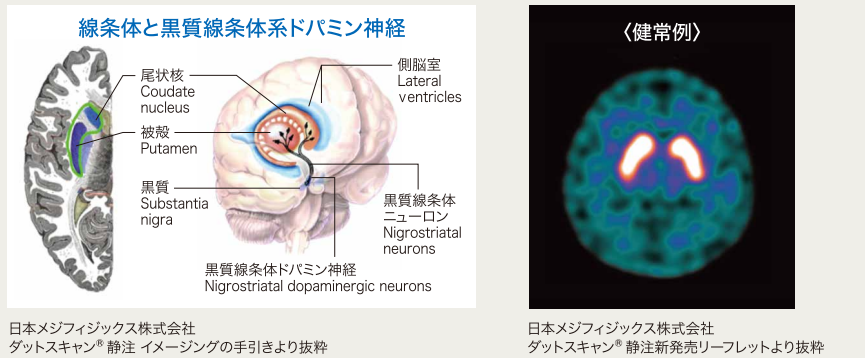 線条体と黒質線条体系ドパミン神経
尾状核
Coudate
nucleus
被殻
Putamen
黒質
Substantia
nigra
側脳室
Lateral
ventricles
黒質線条体
ニューロン
Nigrostriatal
neurons
黒質線条体ドパミン神経
Nigrostriatal dopaminergic neurons
日本メジフィジックス株式会社
ダットスキャン®静注 イメージングの手引きより抜粋
〈健常例〉
日本メジフィジックス株式会社
ダットスキャン®静注新発売リーフレットより抜粋